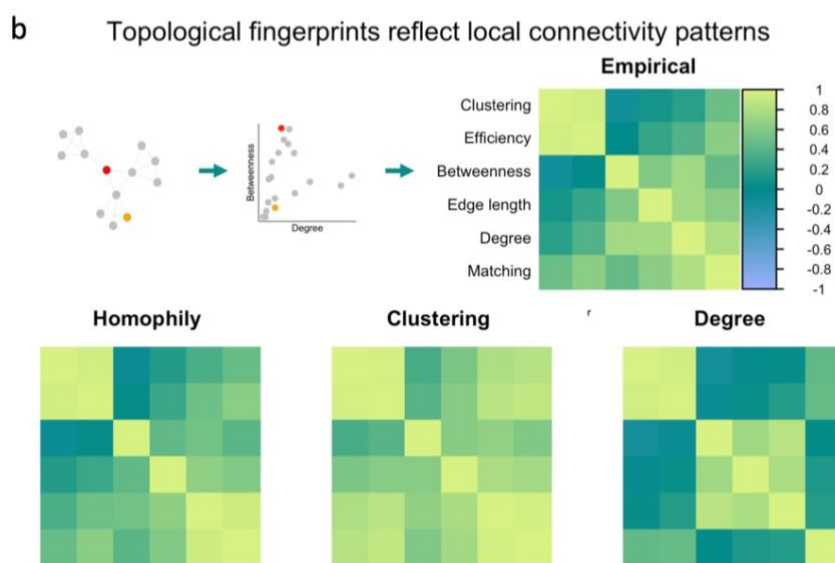 b
Topological fingerprints reflect local connectivity patterns
Empirical
Clustering
Efficiency
Betweenness
Edge length
Degree
Matching
1
0.8
0.6
0.4
0.2
0
-0.2
-0.4
-0.6
-0.8
-1
Betweenness
Degree
Homophily
Clustering
r
Degree